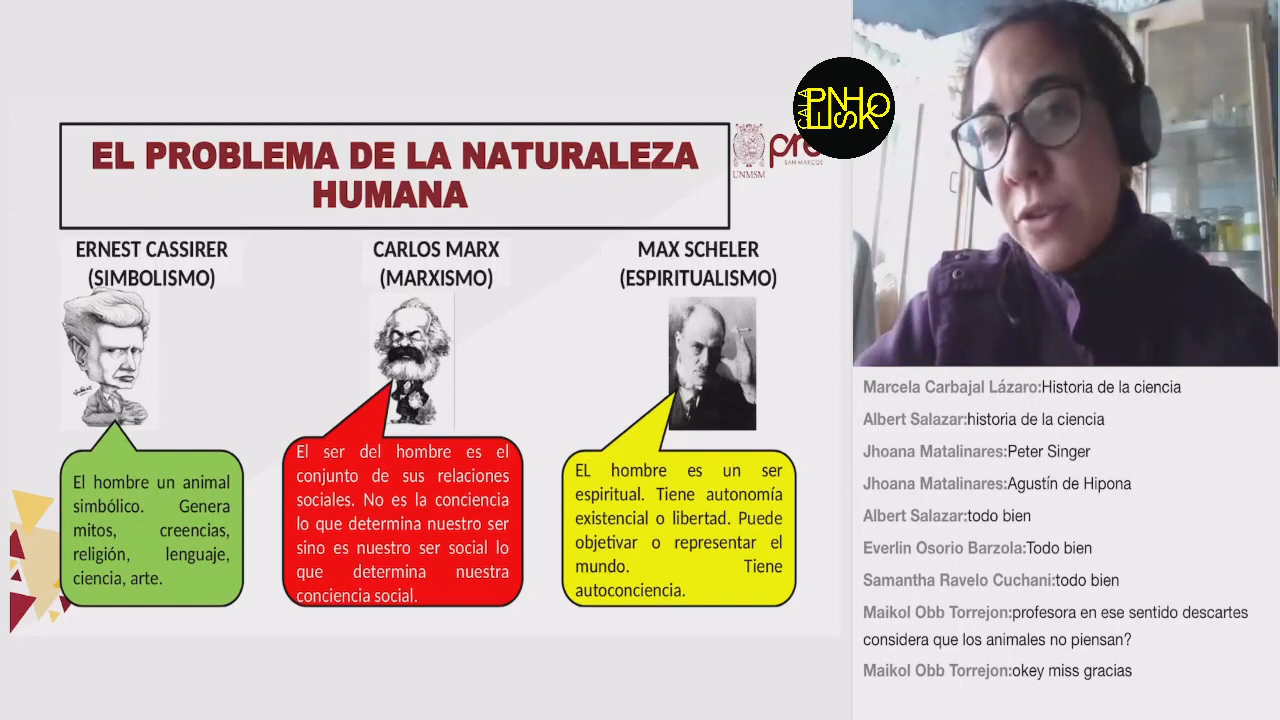 EL PROBLEMA DE LA NATURALEZA
HUMANA
UNMSM
SAN MARCOS
ERNEST CASSIRER
(SIMBOLISMO)
CARLOS MARX
(MARXISMO)
MAX SCHELER
(ESPIRITUALISMO)
El hombre un animal
simbólico. Genera
mitos, creencias,
religión, lenguaje,
ciencia, arte.
El ser del hombre es el
conjunto de sus relaciones
sociales. No es la conciencia
lo que determina nuestro ser
sino es nuestro ser social lo
que determina nuestra
conciencia social.
EL hombre es un ser
espiritual. Tiene autonomía
existencial o libertad. Puede
objetivar o representar el
mundo. Tiene
autoconciencia.
Marcela Carbajal Lázaro:Historia de la ciencia
Albert Salazar:historia de la ciencia
Jhoana Matalinares:Peter Singer
Jhoana Matalinares:Agustín de Hipona
Albert Salazar:todo bien
Everlin Osorio Barzola:Todo bien
Samantha Ravelo Cuchani:todo bien
Maikol Obb Torrejon:profesora en ese sentido descartes
considera que los animales no piensan?
Maikol Obb Torrejon:okey miss gracias